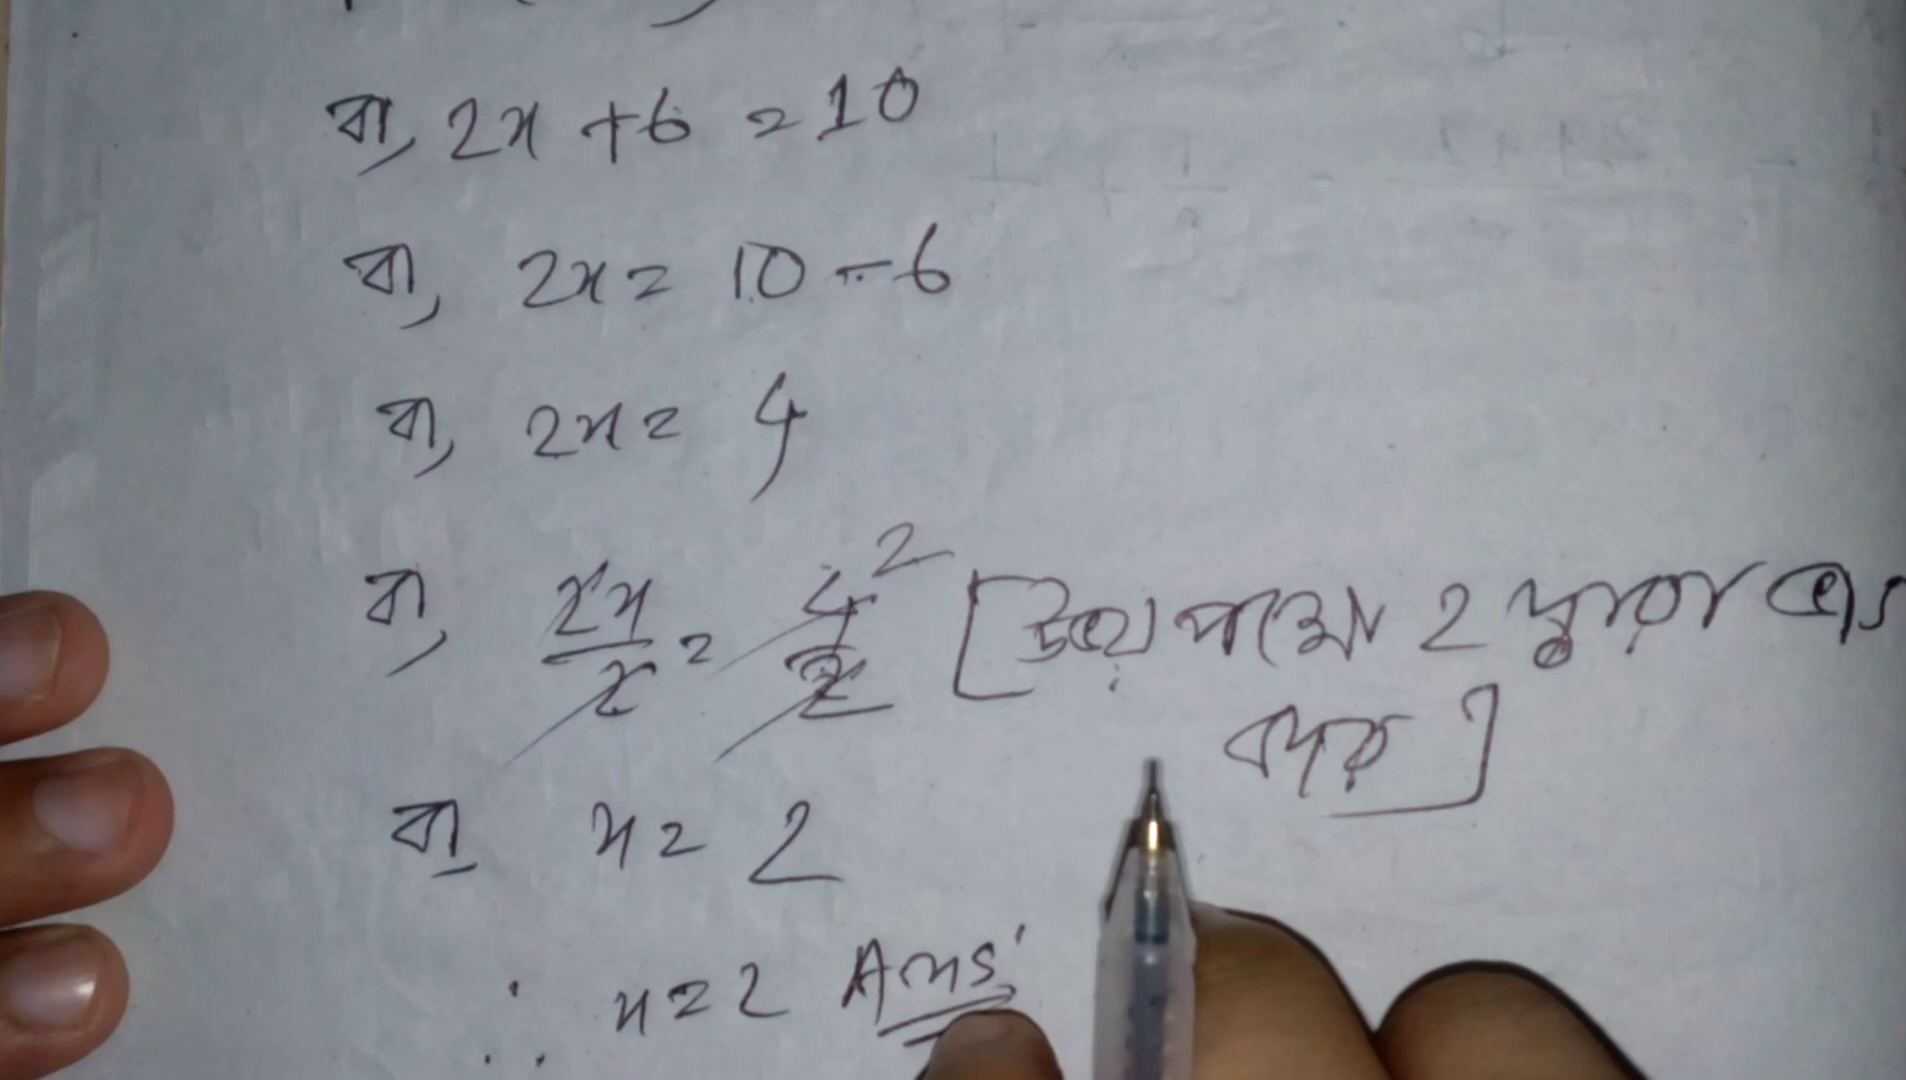 বা, 2x + 6 = 10
বা, 2x = 10 - 6
বা, 2x = 4
বা, 2x/2 = 4/2 2 [উভয় পক্ষে 2 দ্বারা ভাগ
করে]
বা x = 2
∴ x = 2 Ans